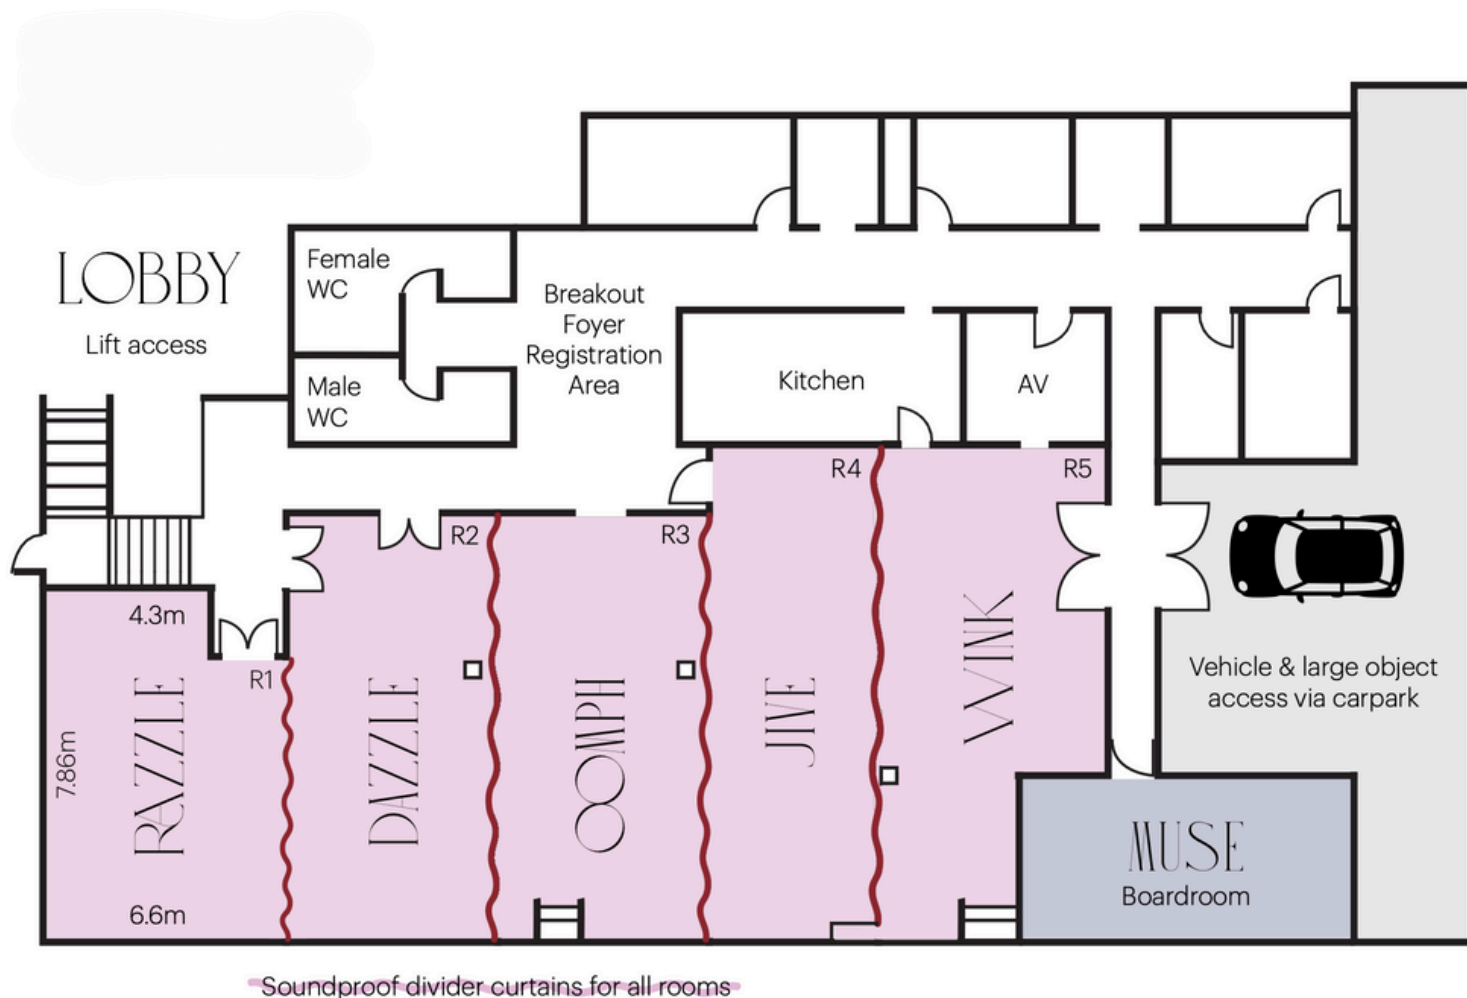 LOBBY
Lift access
Female
WC
Male
WC
Breakout
Foyer
Registration
Area
Kitchen
AV
R4
R5
R2
R3
4.3m
R1
7.86m
6.6m
RAZZLE
DAZZLE
OOMPH
JIVE
WINK
Vehicle & large object
access via carpark
MUSE
Boardroom
Soundproof divider curtains for all rooms